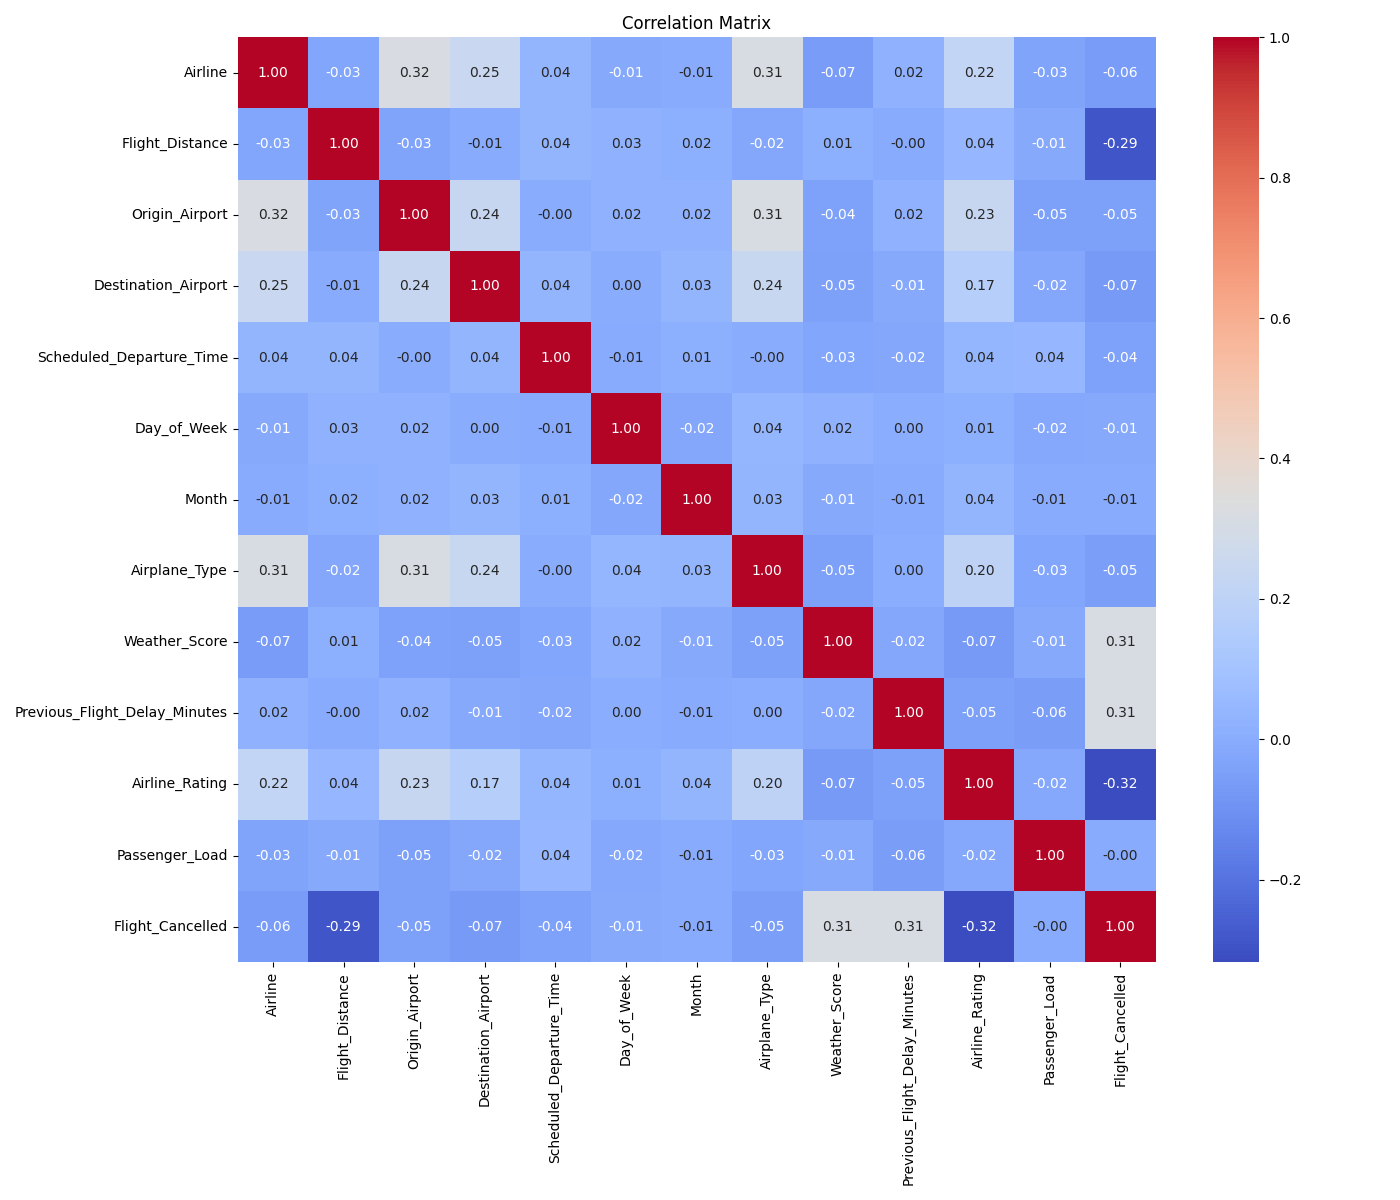 Correlation Matrix
Airline 1.00 -0.03 0.32 0.25 0.04 -0.01 -0.01 0.31 -0.07 0.02 0.22 -0.03 -0.06
Flight_Distance -0.03 1.00 -0.03 -0.01 0.04 0.03 0.02 -0.02 0.01 -0.00 0.04 -0.01 -0.29
Origin_Airport 0.32 -0.03 1.00 0.24 -0.00 0.02 0.02 0.31 -0.04 0.02 0.23 -0.05 -0.05
Destination_Airport 0.25 -0.01 0.24 1.00 0.04 0.00 0.03 0.24 -0.05 -0.01 0.17 -0.02 -0.07
Scheduled_Departure_Time 0.04 0.04 -0.00 0.04 1.00 -0.01 0.01 -0.00 -0.03 -0.02 0.04 0.04 -0.04
Day_of_Week -0.01 0.03 0.02 0.00 -0.01 1.00 -0.02 0.04 0.02 0.00 0.01 -0.02 -0.01
Month -0.01 0.02 0.02 0.03 0.01 -0.02 1.00 0.03 -0.01 -0.01 0.04 -0.01 -0.01
Airplane_Type 0.31 -0.02 0.31 0.24 -0.00 0.04 0.03 1.00 -0.05 0.00 0.20 -0.03 -0.05
Weather_Score -0.07 0.01 -0.04 -0.05 -0.03 0.02 -0.01 -0.05 1.00 -0.02 -0.07 -0.01 0.31
Previous_Flight_Delay_Minutes 0.02 -0.00 0.02 -0.01 -0.02 0.00 -0.01 0.00 -0.02 1.00 -0.05 -0.06 0.31
Airline_Rating 0.22 0.04 0.23 0.17 0.04 0.01 0.04 0.20 -0.07 -0.05 1.00 -0.02 -0.32
Passenger_Load -0.03 -0.01 -0.05 -0.02 0.04 -0.02 -0.01 -0.03 -0.01 -0.06 -0.02 1.00 -0.00
Flight_Cancelled -0.06 -0.29 -0.05 -0.07 -0.04 -0.01 -0.01 -0.05 0.31 0.31 -0.32 -0.00 1.00
Airline
Flight_Distance
Origin_Airport
Destination_Airport
Scheduled_Departure_Time
Day_of_Week
Month
Airplane_Type
Weather_Score
Previous_Flight_Delay_Minutes
Airline_Rating
Passenger_Load
Flight_Cancelled
1.0
0.8
0.6
0.4
0.2
0.0
−0.2